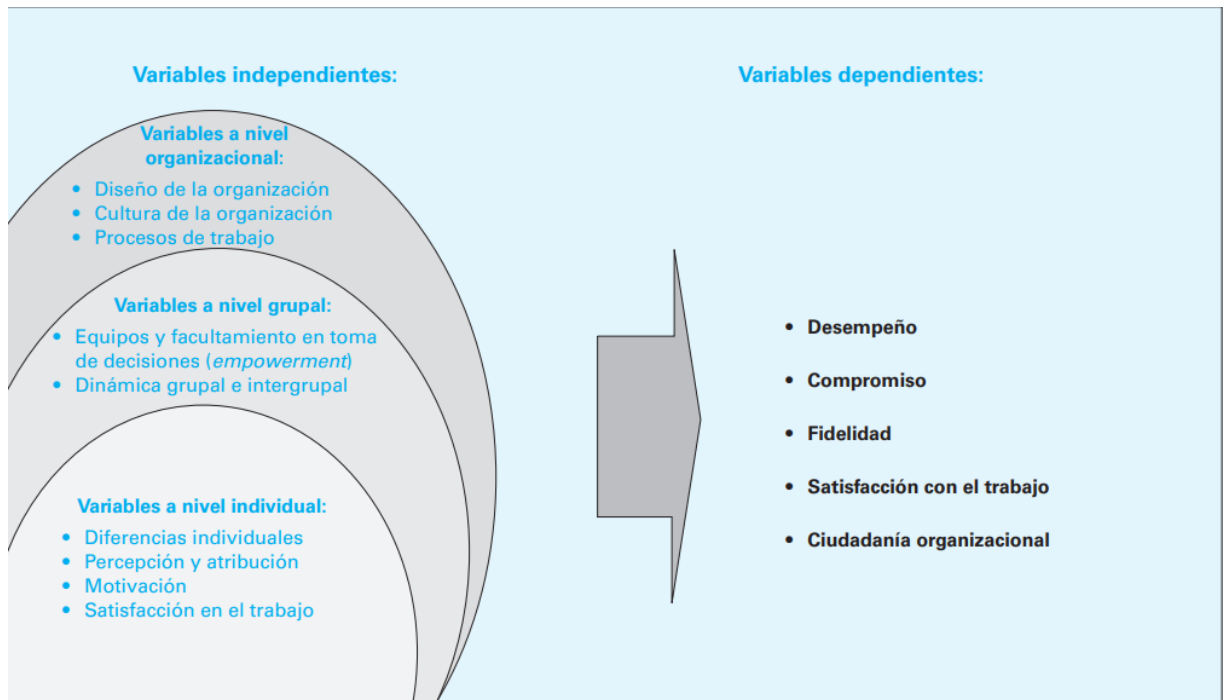 Variables independientes:
Variables a nivel
organizacional:
• Diseño de la organización
• Cultura de la organización
• Procesos de trabajo
Variables a nivel grupal:
• Equipos y facultamiento en toma
de decisiones (empowerment)
• Dinámica grupal e intergrupal
Variables a nivel individual:
• Diferencias individuales
• Percepción y atribución
• Motivación
• Satisfacción en el trabajo
Variables dependientes:
• Desempeño
• Compromiso
• Fidelidad
• Satisfacción con el trabajo
• Ciudadanía organizacional